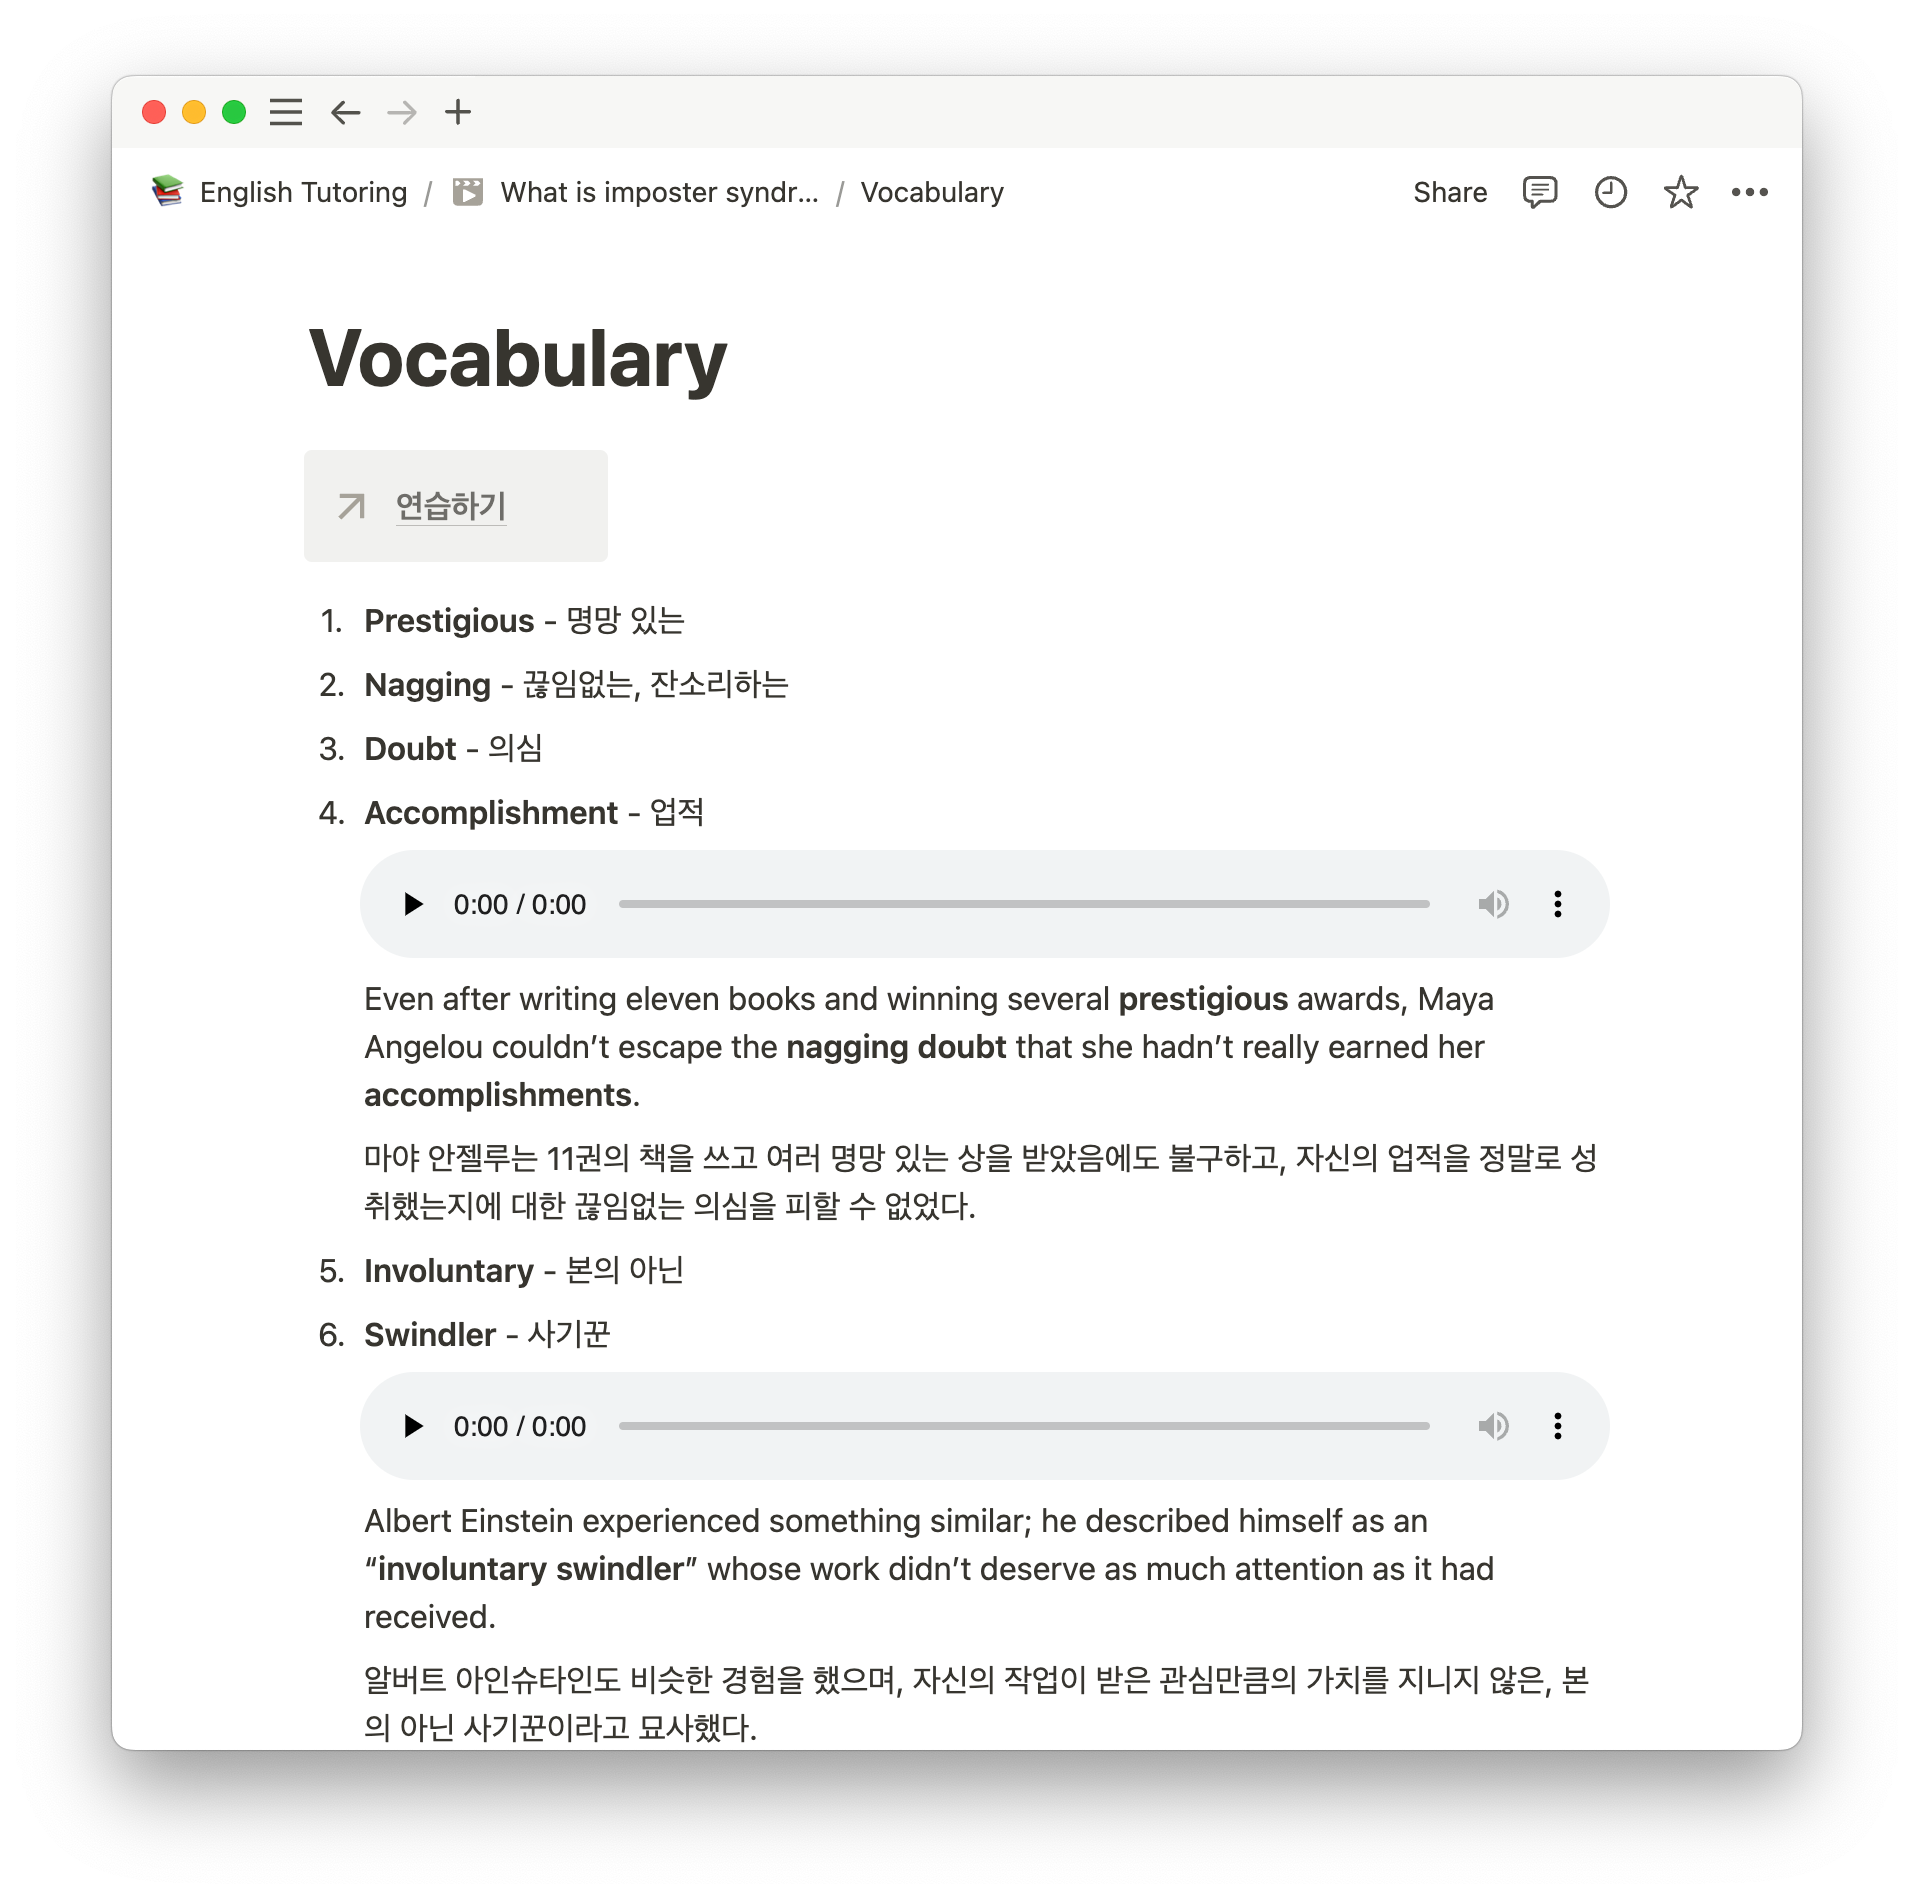 English Tutoring / What is imposter syndr... / Vocabulary
Share
Vocabulary
연습하기
1. Prestigious - 명망 있는
2. Nagging - 끊임없는, 잔소리하는
3. Doubt - 의심
4. Accomplishment - 업적
0:00 / 0:00
Even after writing eleven books and winning several prestigious awards, Maya
Angelou couldn’t escape the nagging doubt that she hadn’t really earned her
accomplishments.
마야 안젤루는 11권의 책을 쓰고 여러 명망 있는 상을 받았음에도 불구하고, 자신의 업적을 정말로 성
취했는지에 대한 끊임없는 의심을 피할 수 없었다.
5. Involuntary - 본의 아닌
6. Swindler - 사기꾼
0:00 / 0:00
Albert Einstein experienced something similar; he described himself as an
“involuntary swindler” whose work didn’t deserve as much attention as it had
received.
알버트 아인슈타인도 비슷한 경험을 했으며, 자신의 작업이 받은 관심만큼의 가치를 지니지 않은, 본
의 아닌 사기꾼이라고 묘사했다.